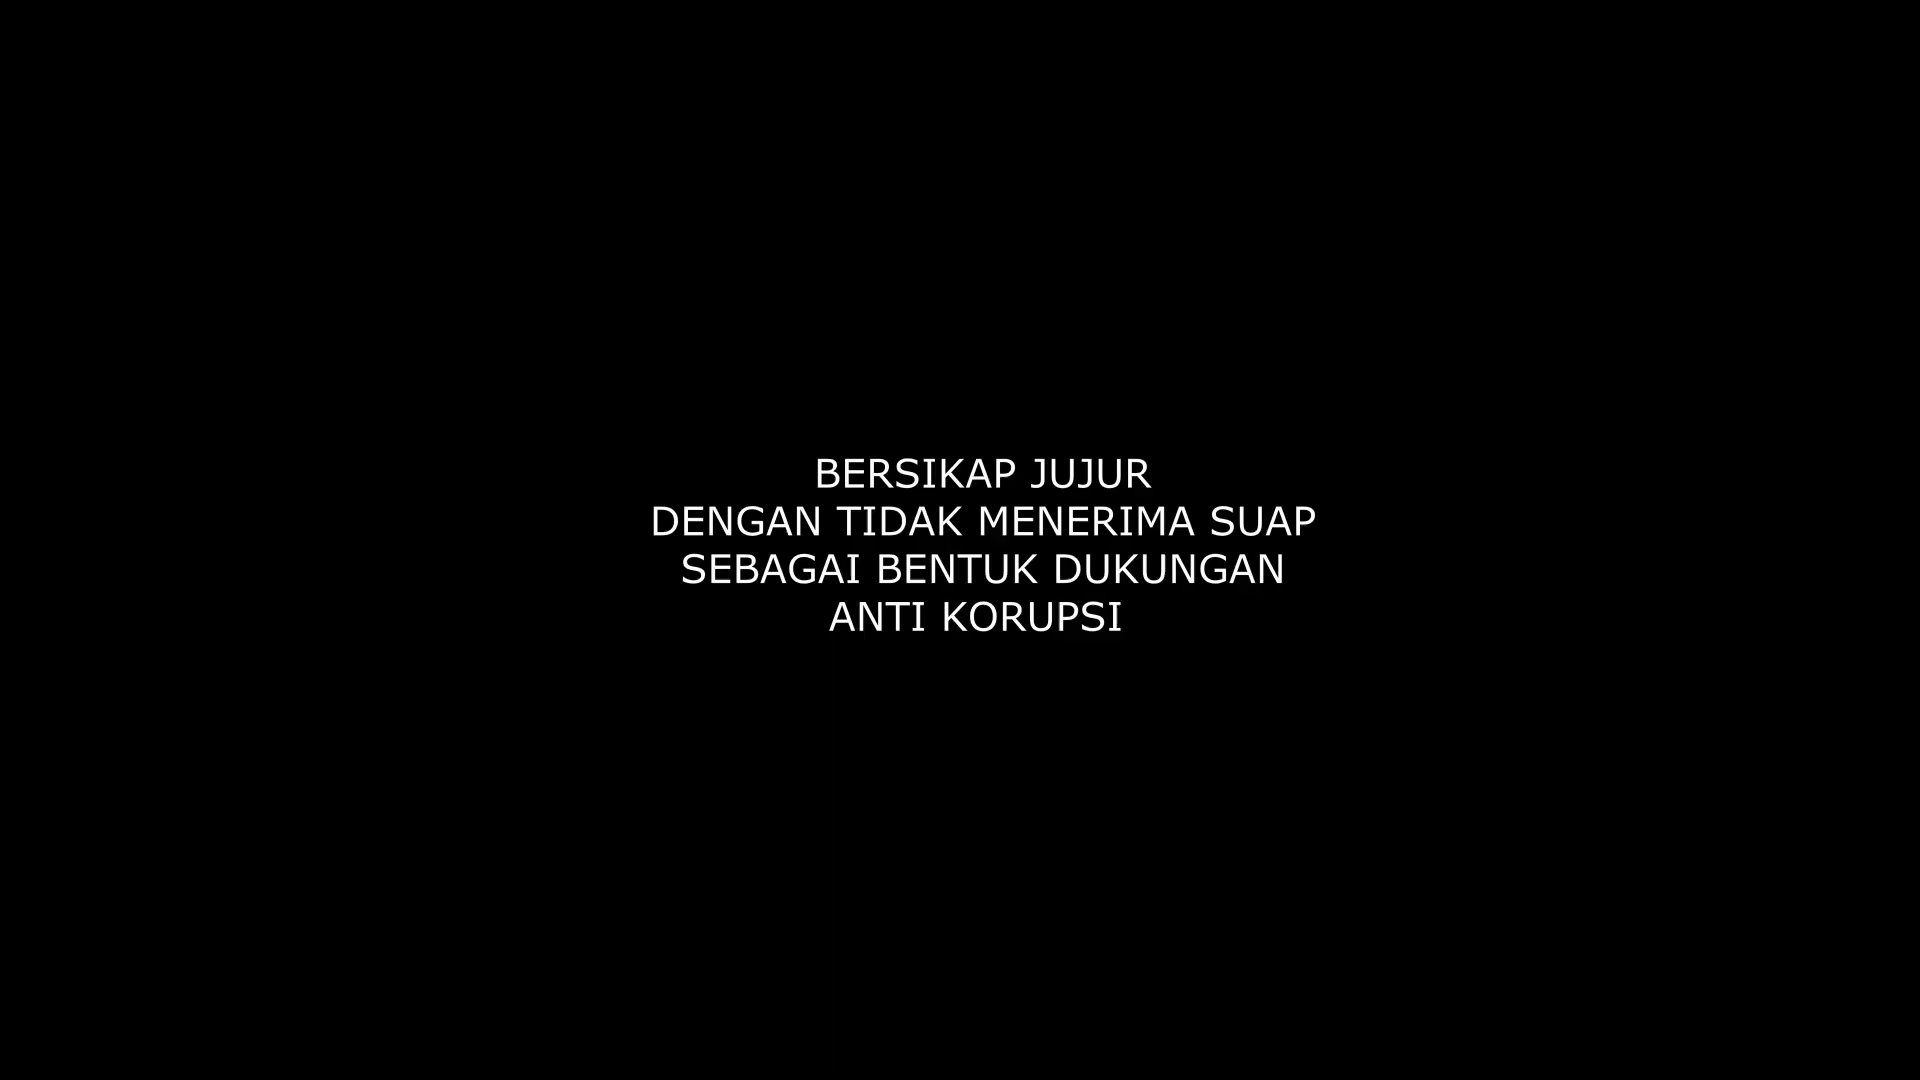 BERSIKAP JUJUR
DENGAN TIDAK MENERIMA SUAP
SEBAGAI BENTUK DUKUNGAN
ANTI KORUPSI